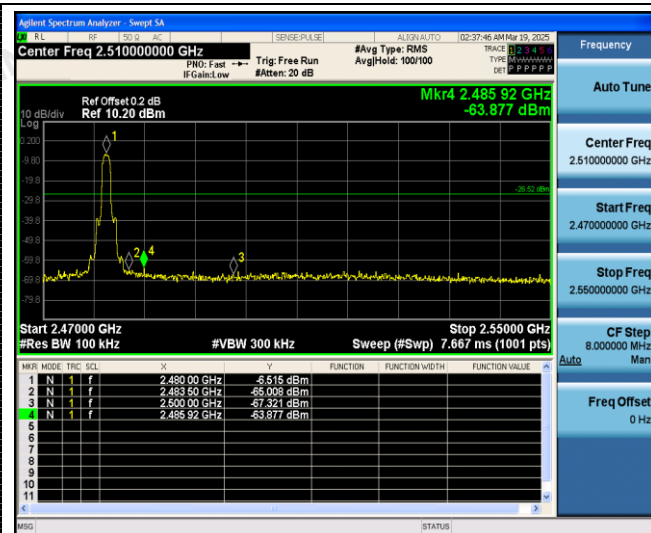 Agilent Spectrum Analyzer - Swept SA
RL RF 50 Ω AC SENSE:PULSE ALIGN AUTO 02:37:46 AM Mar 19, 2025
Center Freq 2.510000000 GHz
PNO: Fast
IFGain:Low
Trig: Free Run
#Atten: 20 dB
#Avg Type: RMS
Avg|Hold: 100/100
TRACE 1 2 3 4 5 6
TYPE MWWWWW
DET P P P P P P
Mkr4 2.485 92 GHz
-63.877 dBm
Ref Offset 0.2 dB
10 dB/div Ref 10.20 dBm
Log
0.200
-9.80
-19.8
-29.8
-39.8
-49.8
-59.8
-69.8
-79.8
1
2
4
3
-26.52 dBm
Start 2.47000 GHz Stop 2.55000 GHz
#Res BW 100 kHz #VBW 300 kHz Sweep (#Swp) 7.667 ms (1001 pts)
MKR MODE TRC SCL X Y FUNCTION FUNCTION WIDTH FUNCTION VALUE
1 N 1 f 2.480 00 GHz -6.515 dBm
2 N 1 f 2.483 50 GHz -65.008 dBm
3 N 1 f 2.500 00 GHz -67.321 dBm
4 N 1 f 2.485 92 GHz -63.877 dBm
5
6
7
8
9
10
11
MSG STATUS
Frequency
Auto Tune
Center Freq
2.510000000 GHz
Start Freq
2.470000000 GHz
Stop Freq
2.550000000 GHz
CF Step
8.000000 MHz
Auto Man
Freq Offset
0 Hz